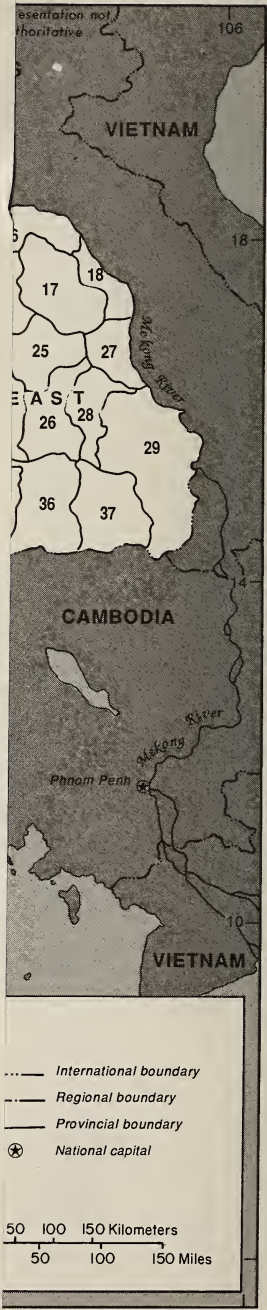 esentation not
thoritative
106
VIETNAM
18
18
17
Mekong River
25
27
E A S T
26
28
29
36
37
14
CAMBODIA
Mekong River
Phnom Penh
10
VIETNAM
International boundary
Regional boundary
Provincial boundary
National capital
50 100 150 Kilometers
50 100 150 Miles